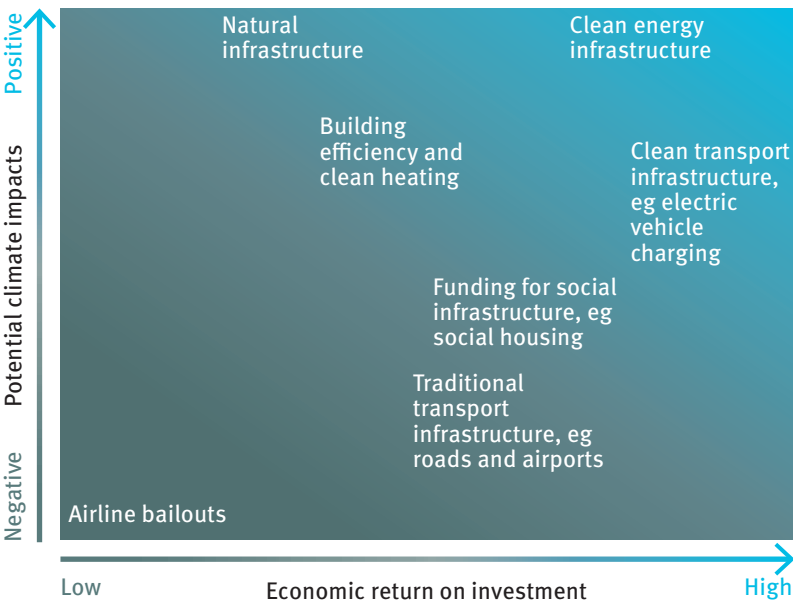 Positive
Potential climate impacts
Negative
Natural
infrastructure
Clean energy
infrastructure
Building
efficiency and
clean heating
Clean transport
infrastructure,
eg electric
vehicle
charging
Funding for social
infrastructure, eg
social housing
Traditional
transport
infrastructure, eg
roads and airports
Airline bailouts
Low
Economic return on investment
High